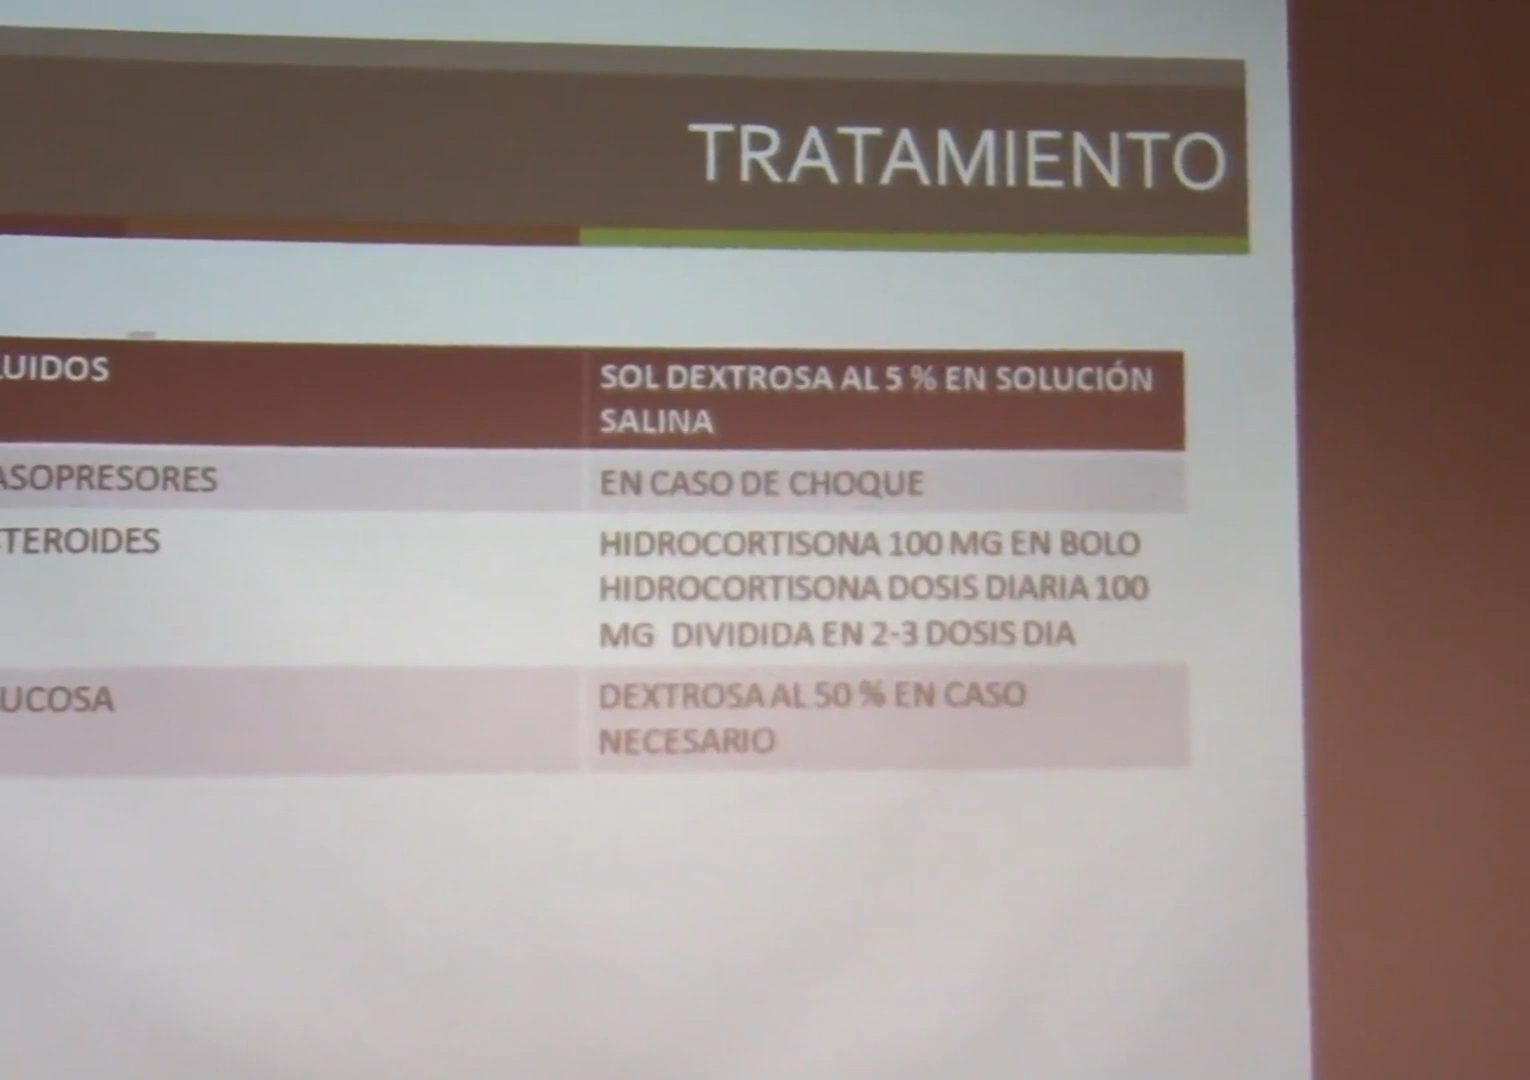 TRATAMIENTO
LUIDOS
SOL DEXTROSA AL 5 % EN SOLUCIÓN
SALINA
ASOPRESORES
EN CASO DE CHOQUE
STEROIDES
HIDROCORTISONA 100 MG EN BOLO
HIDROCORTISONA DOSIS DIARIA 100
MG DIVIDIDA EN 2-3 DOSIS DIA
UCOSA
DEXTROSA AL 50 % EN CASO
NECESARIO